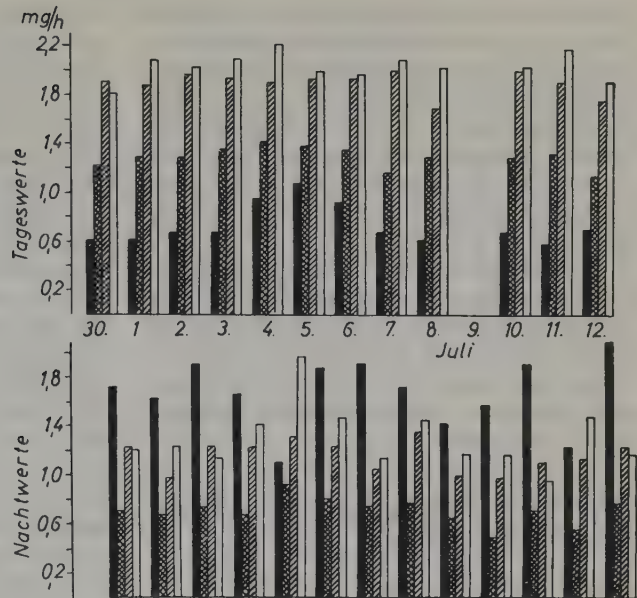 mg/h
2,2
1,8
1,4
1,0
0,6
0,2
Tageswerte
30. 1 2. 3. 4. 5. 6. 7. 8. 9. 10. 11. 12.
Juli
1,8
1,4
1,0
0,6
0,2
Nachtwerte